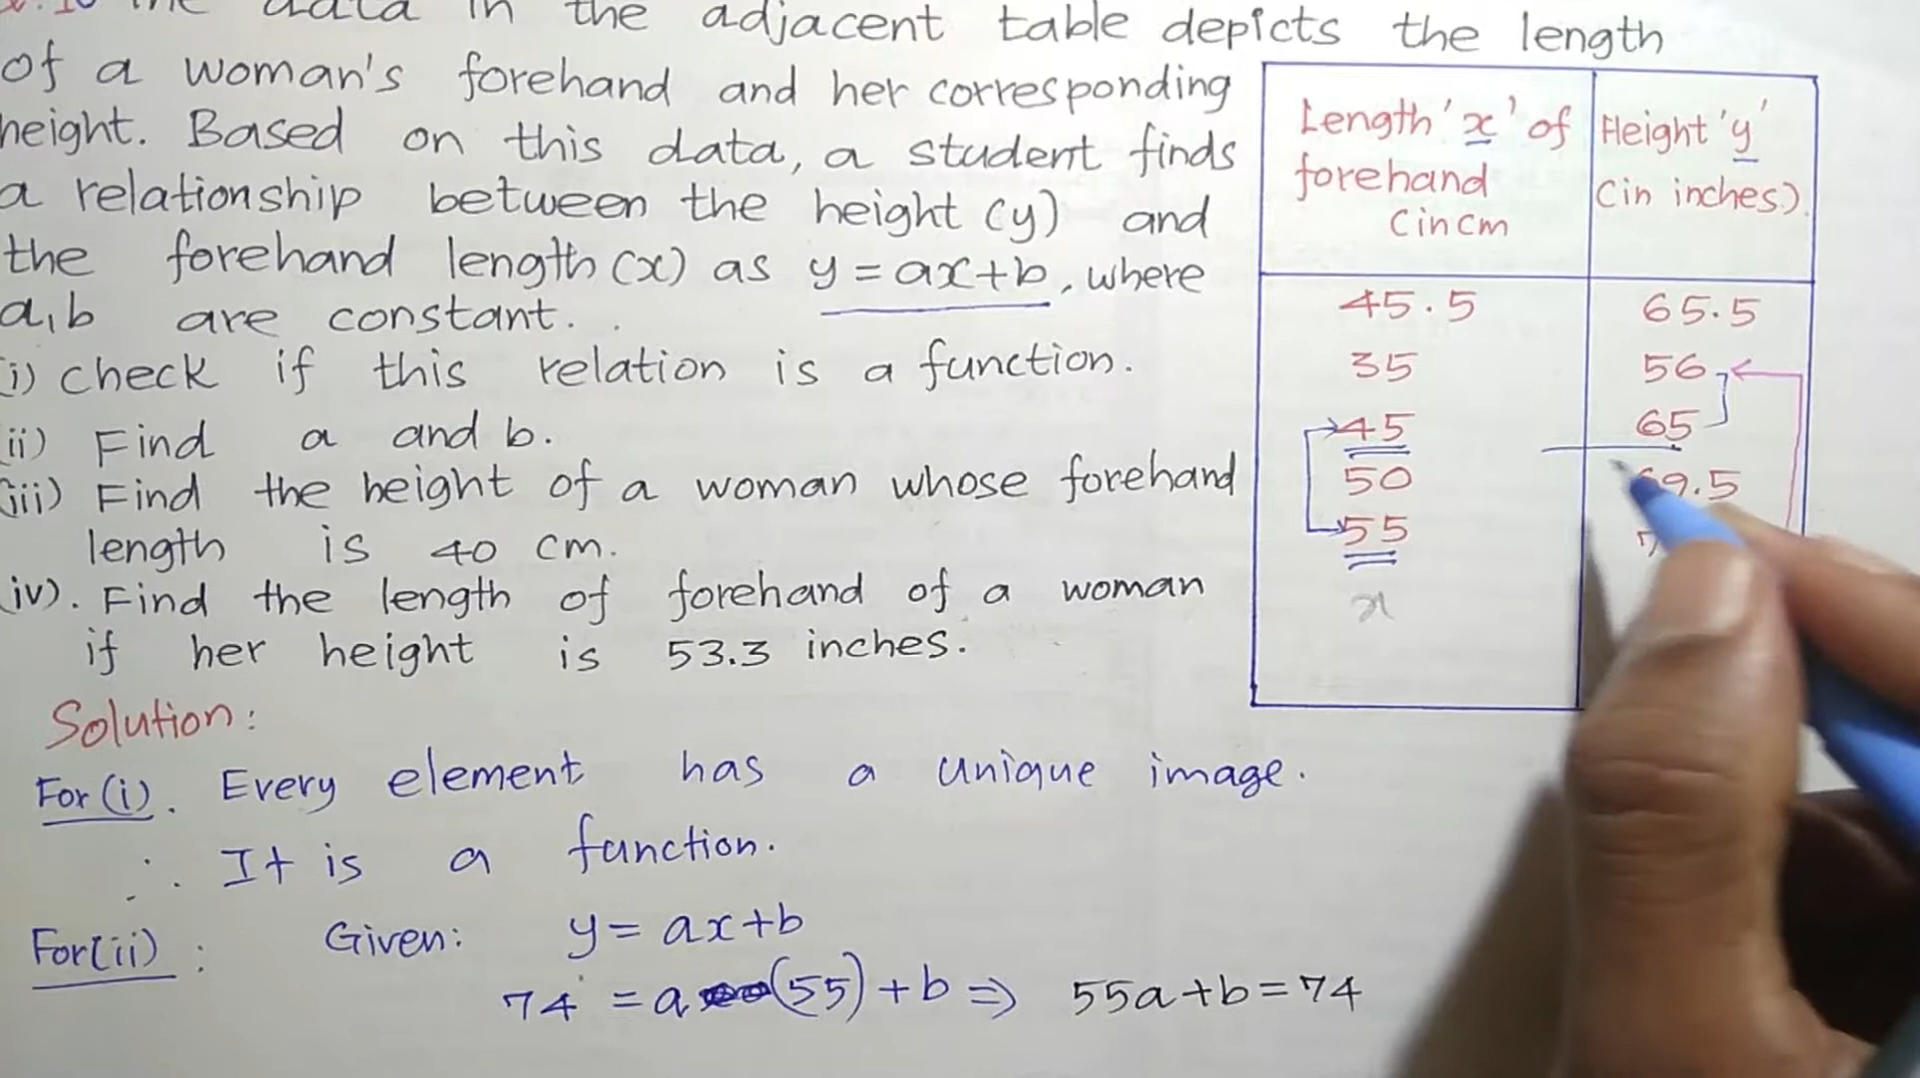 The data in the adjacent table depicts the length
of a woman's forehand and her corresponding
height. Based on this data, a student finds
a relationship between the height (y) and
the forehand length (x) as y = ax+b, where
a,b are constant.
(i) check if this relation is a function.
(ii) Find a and b.
(iii) Find the height of a woman whose forehand
length is 40 cm.
(iv). Find the length of forehand of a woman
if her height is 53.3 inches.
Length 'x' of
forehand
Cincm
Height 'y'
(in inches).
45.5 65.5
35 56
45 65
50 69.5
55
x
Solution:
For (i). Every element has a unique image.
∴. It is a function.
For (ii): Given: y = ax+b
74 = a (55) + b ⇒ 55a+b=74